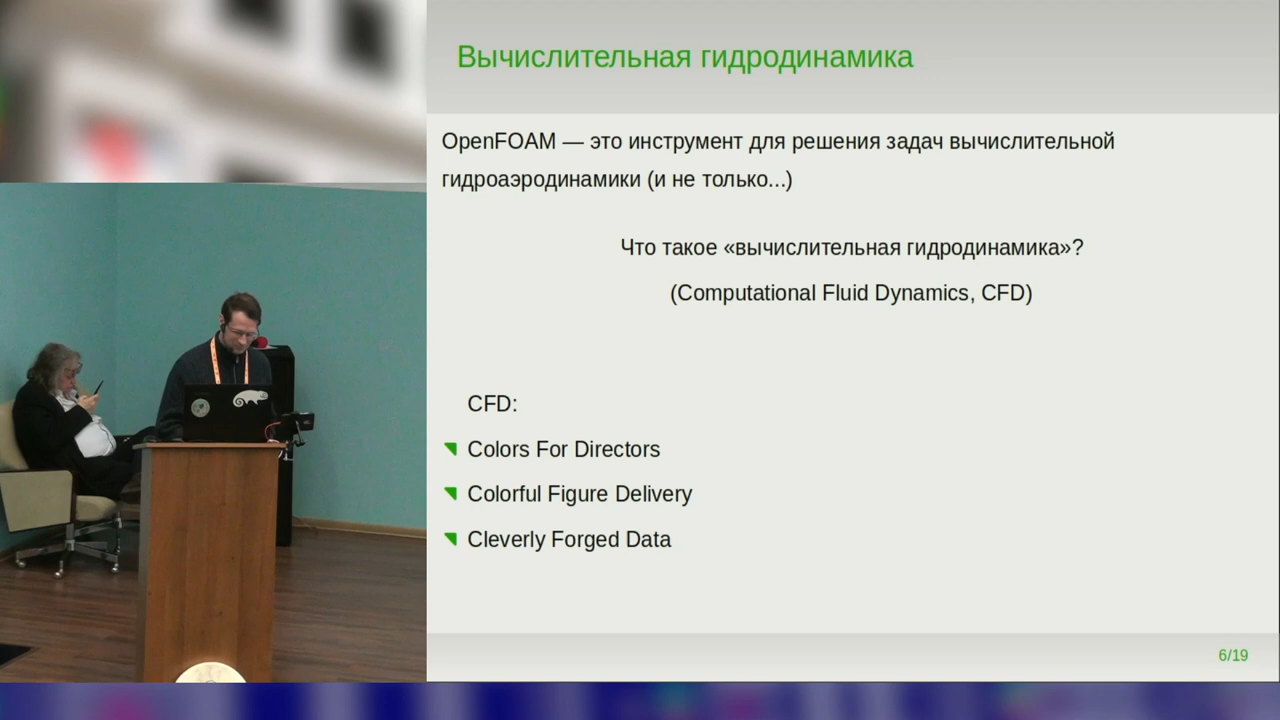 Вычислительная гидродинамика
OpenFOAM — это инструмент для решения задач вычислительной
гидроаэродинамики (и не только...)
Что такое «вычислительная гидродинамика»?
(Computational Fluid Dynamics, CFD)
CFD:
Colors For Directors
Colorful Figure Delivery
Cleverly Forged Data
6/19